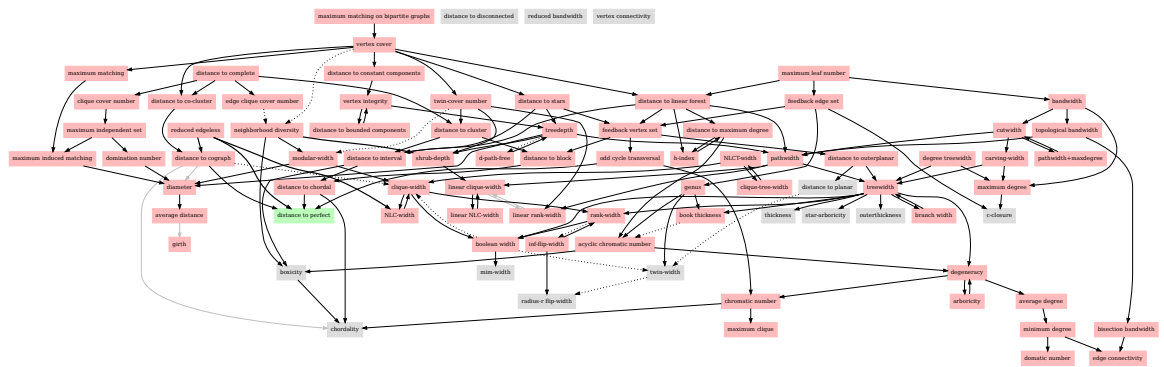 maximum matching on bipartite graphs
distance to disconnected
reduced bandwidth
vertex connectivity
vertex cover
maximum matching
distance to complete
distance to constant components
maximum leaf number
clique cover number
distance to co-cluster
edge clique cover number
vertex integrity
twin-cover number
distance to stars
distance to linear forest
feedback edge set
bandwidth
maximum independent set
reduced edgeless
neighborhood diversity
distance to bounded components
distance to cluster
treedepth
feedback vertex set
distance to maximum degree
cutwidth
topological bandwidth
maximum induced matching
domination number
distance to cograph
modular-width
distance to interval
shrub-depth
d-path-free
distance to block
odd cycle transversal
h-index
NLCT-width
pathwidth
distance to outerplanar
degree treewidth
carving-width
pathwidth+maxdegree
diameter
distance to chordal
clique-width
linear clique-width
clique-tree-width
genus
distance to planar
treewidth
maximum degree
average distance
distance to perfect
NLC-width
linear NLC-width
linear rank-width
rank-width
book thickness
thickness
star-arboricity
outerthickness
branch width
c-closure
girth
boolean width
inf-flip-width
acyclic chromatic number
boxicity
mim-width
twin-width
degeneracy
radius-r flip-width
chromatic number
arboricity
average degree
chordality
maximum clique
minimum degree
bisection bandwidth
domatic number
edge connectivity